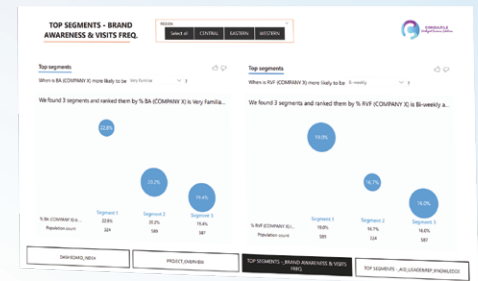 TOP SEGMENTS - BRAND
AWARENESS & VISITS FREQ.
REGION
Select all CENTRAL EASTERN WESTERN
Top segments
When is BA (COMPANY X) more likely to be Very Familiar ?
We found 3 segments and ranked them by % BA (COMPANY X) is Very Familia...
22.8%
20.2%
19.4%
Segment 1 Segment 2 Segment 3
% BA (COMPANY X) is v... 22.8% 20.2% 19.4%
Population count 324 589 587
Top segments
When is RVF (COMPANY X) more likely to be Bi-weekly ?
We found 3 segments and ranked them by % RVF (COMPANY X) is Bi-weekly a...
19.0%
16.7%
16.0%
Segment 1 Segment 2 Segment 3
% RVF (COMPANY X) i... 19.0% 16.7% 16.0%
Population count 589 324 587
DASHBOARD_INDEX
PROJECT_OVERVIEW
TOP SEGMENTS - BRAND AWARENESS & VISITS
FREQ.